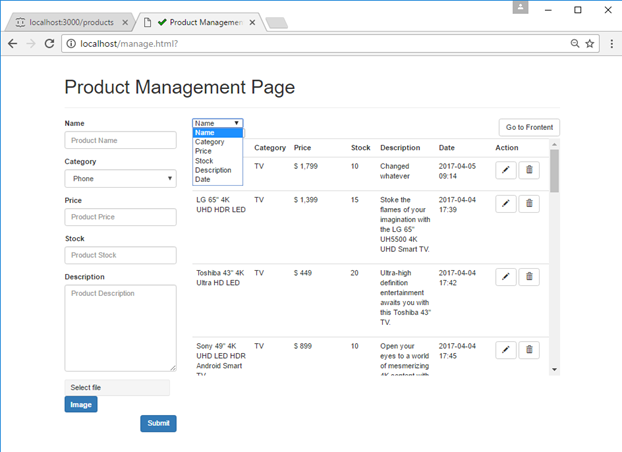 localhost:3000/products
Product Managemen
localhost/manage.html?
Product Management Page
Name
Product Name
Category
Phone
Price
Product Price
Stock
Product Stock
Description
Product Description
Select file
Image
Submit
Name
Name
Category
Price
Stock
Description
Date
Go to Frontent
Category Price Stock Description Date Action
TV $ 1,799 10 Changed 2017-04-05
whatever 09:14
LG 65" 4K TV $ 1,399 15 Stoke the 2017-04-04
UHD HDR LED flames of your 17:39
imagination with
the LG 65"
UH5500 4K
UHD Smart TV.
Toshiba 43" 4K TV $ 449 20 Ultra-high 2017-04-04
Ultra HD LED definition 17:42
entertainment
awaits you with
this Toshiba 43"
TV.
Sony 49" 4K TV $ 899 10 Open your 2017-04-04
UHD LED HDR eyes to a world 17:45
Android Smart of mesmerizing
TV 4K content with